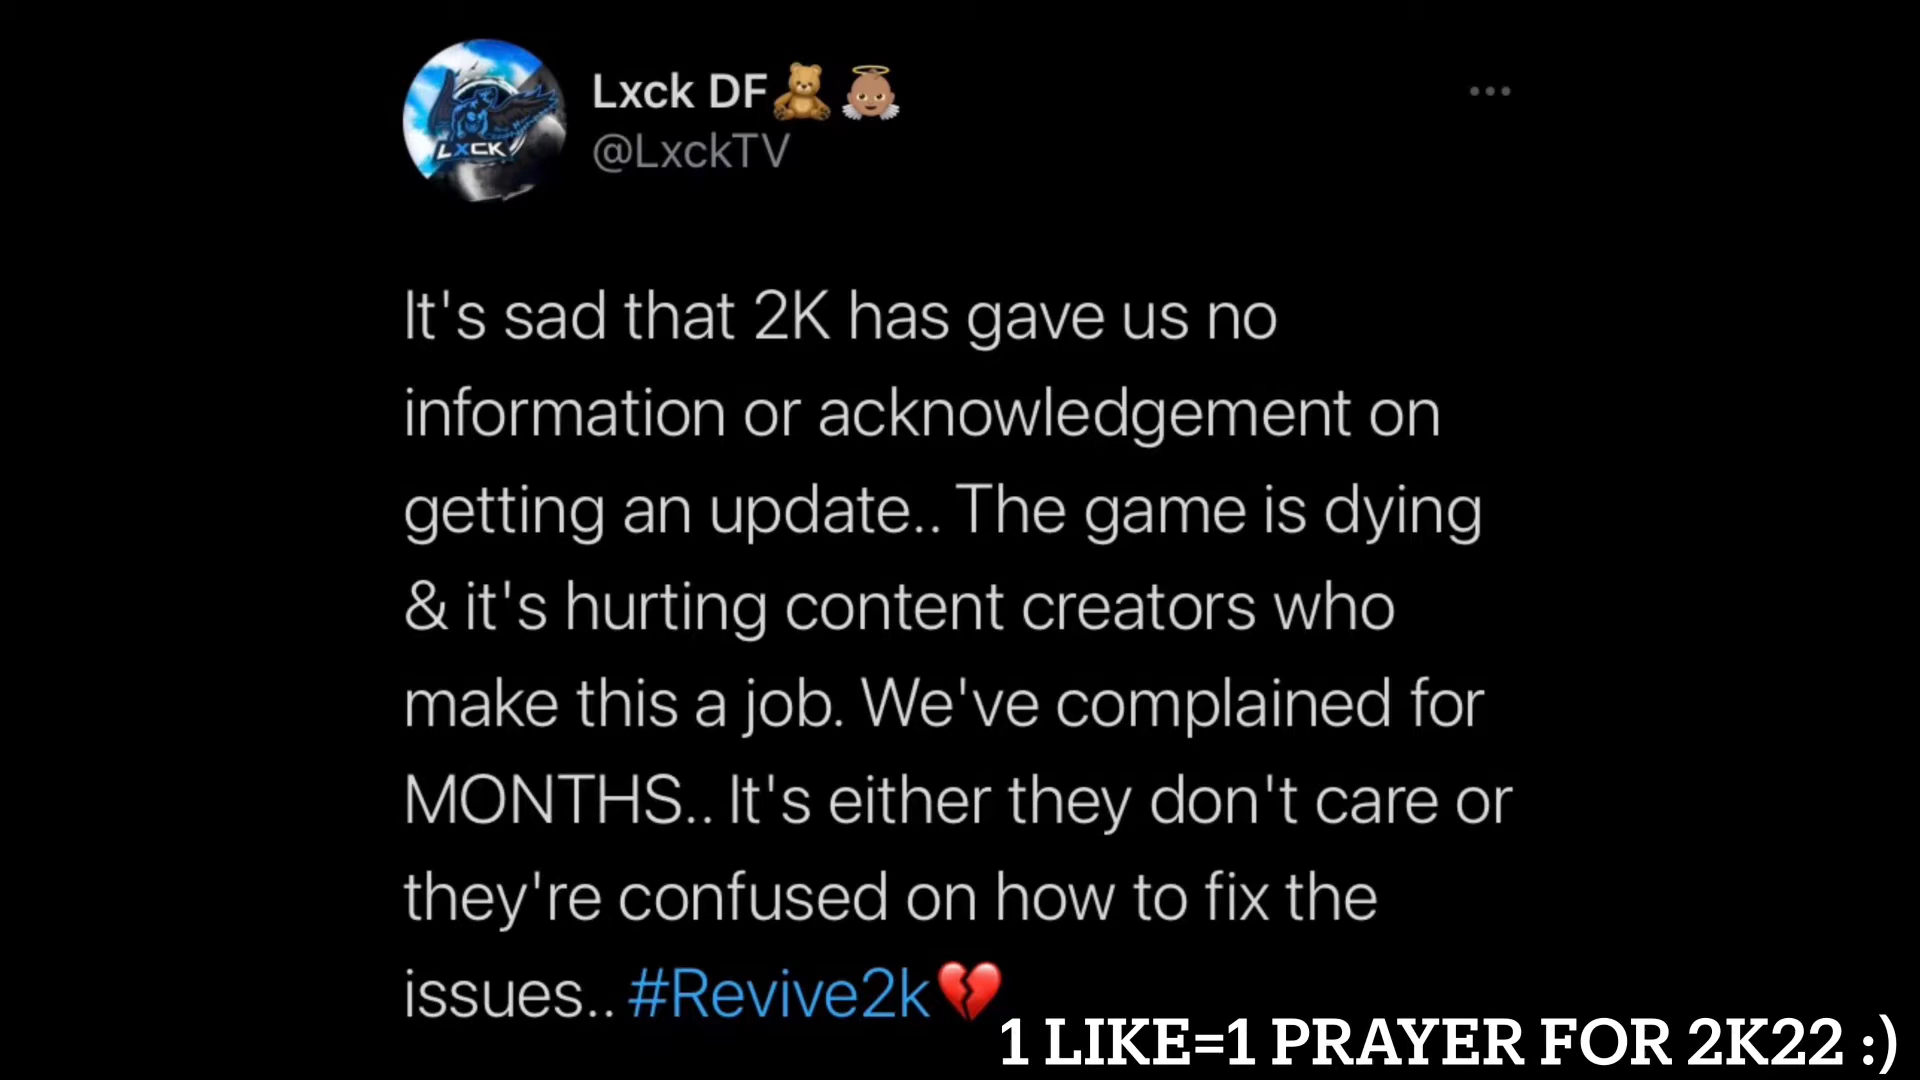 Lxck DF🧸👼🏽
@LxckTV
LXCK
It's sad that 2K has gave us no
information or acknowledgement on
getting an update.. The game is dying
& it's hurting content creators who
make this a job. We've complained for
MONTHS.. It's either they don't care or
they're confused on how to fix the
issues.. #Revive2k💔
1 LIKE=1 PRAYER FOR 2K22 :)